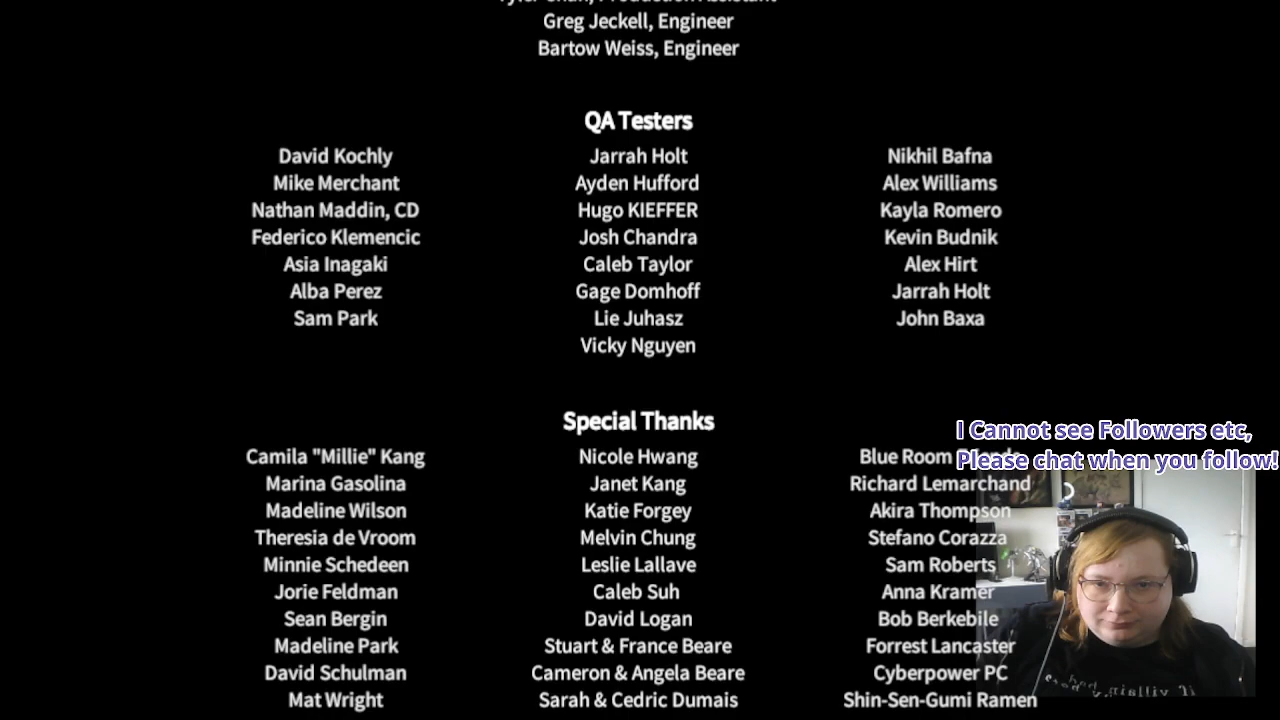 Greg Jeckell, Engineer
Bartow Weiss, Engineer
QA Testers
David Kochly
Mike Merchant
Nathan Maddin, CD
Federico Klemencic
Asia Inagaki
Alba Perez
Sam Park
Jarrah Holt
Ayden Hufford
Hugo KIEFFER
Josh Chandra
Caleb Taylor
Gage Domhoff
Lie Juhasz
Vicky Nguyen
Nikhil Bafna
Alex Williams
Kayla Romero
Kevin Budnik
Alex Hirt
Jarrah Holt
John Baxa
Special Thanks
Camila "Millie" Kang
Marina Gasolina
Madeline Wilson
Theresia de Vroom
Minnie Schedeen
Jorie Feldman
Sean Bergin
Madeline Park
David Schulman
Mat Wright
Nicole Hwang
Janet Kang
Katie Forgey
Melvin Chung
Leslie Lallave
Caleb Suh
David Logan
Stuart & France Beare
Cameron & Angela Beare
Sarah & Cedric Dumais
Blue Room
Richard Lemarchand
Akira Thompson
Stefano Corazza
Sam Roberts
Anna Kramer
Bob Berkebile
Forrest Lancaster
Cyberpower PC
Shin-Sen-Gumi Ramen
I Cannot see Followers etc,
Please chat when you follow!